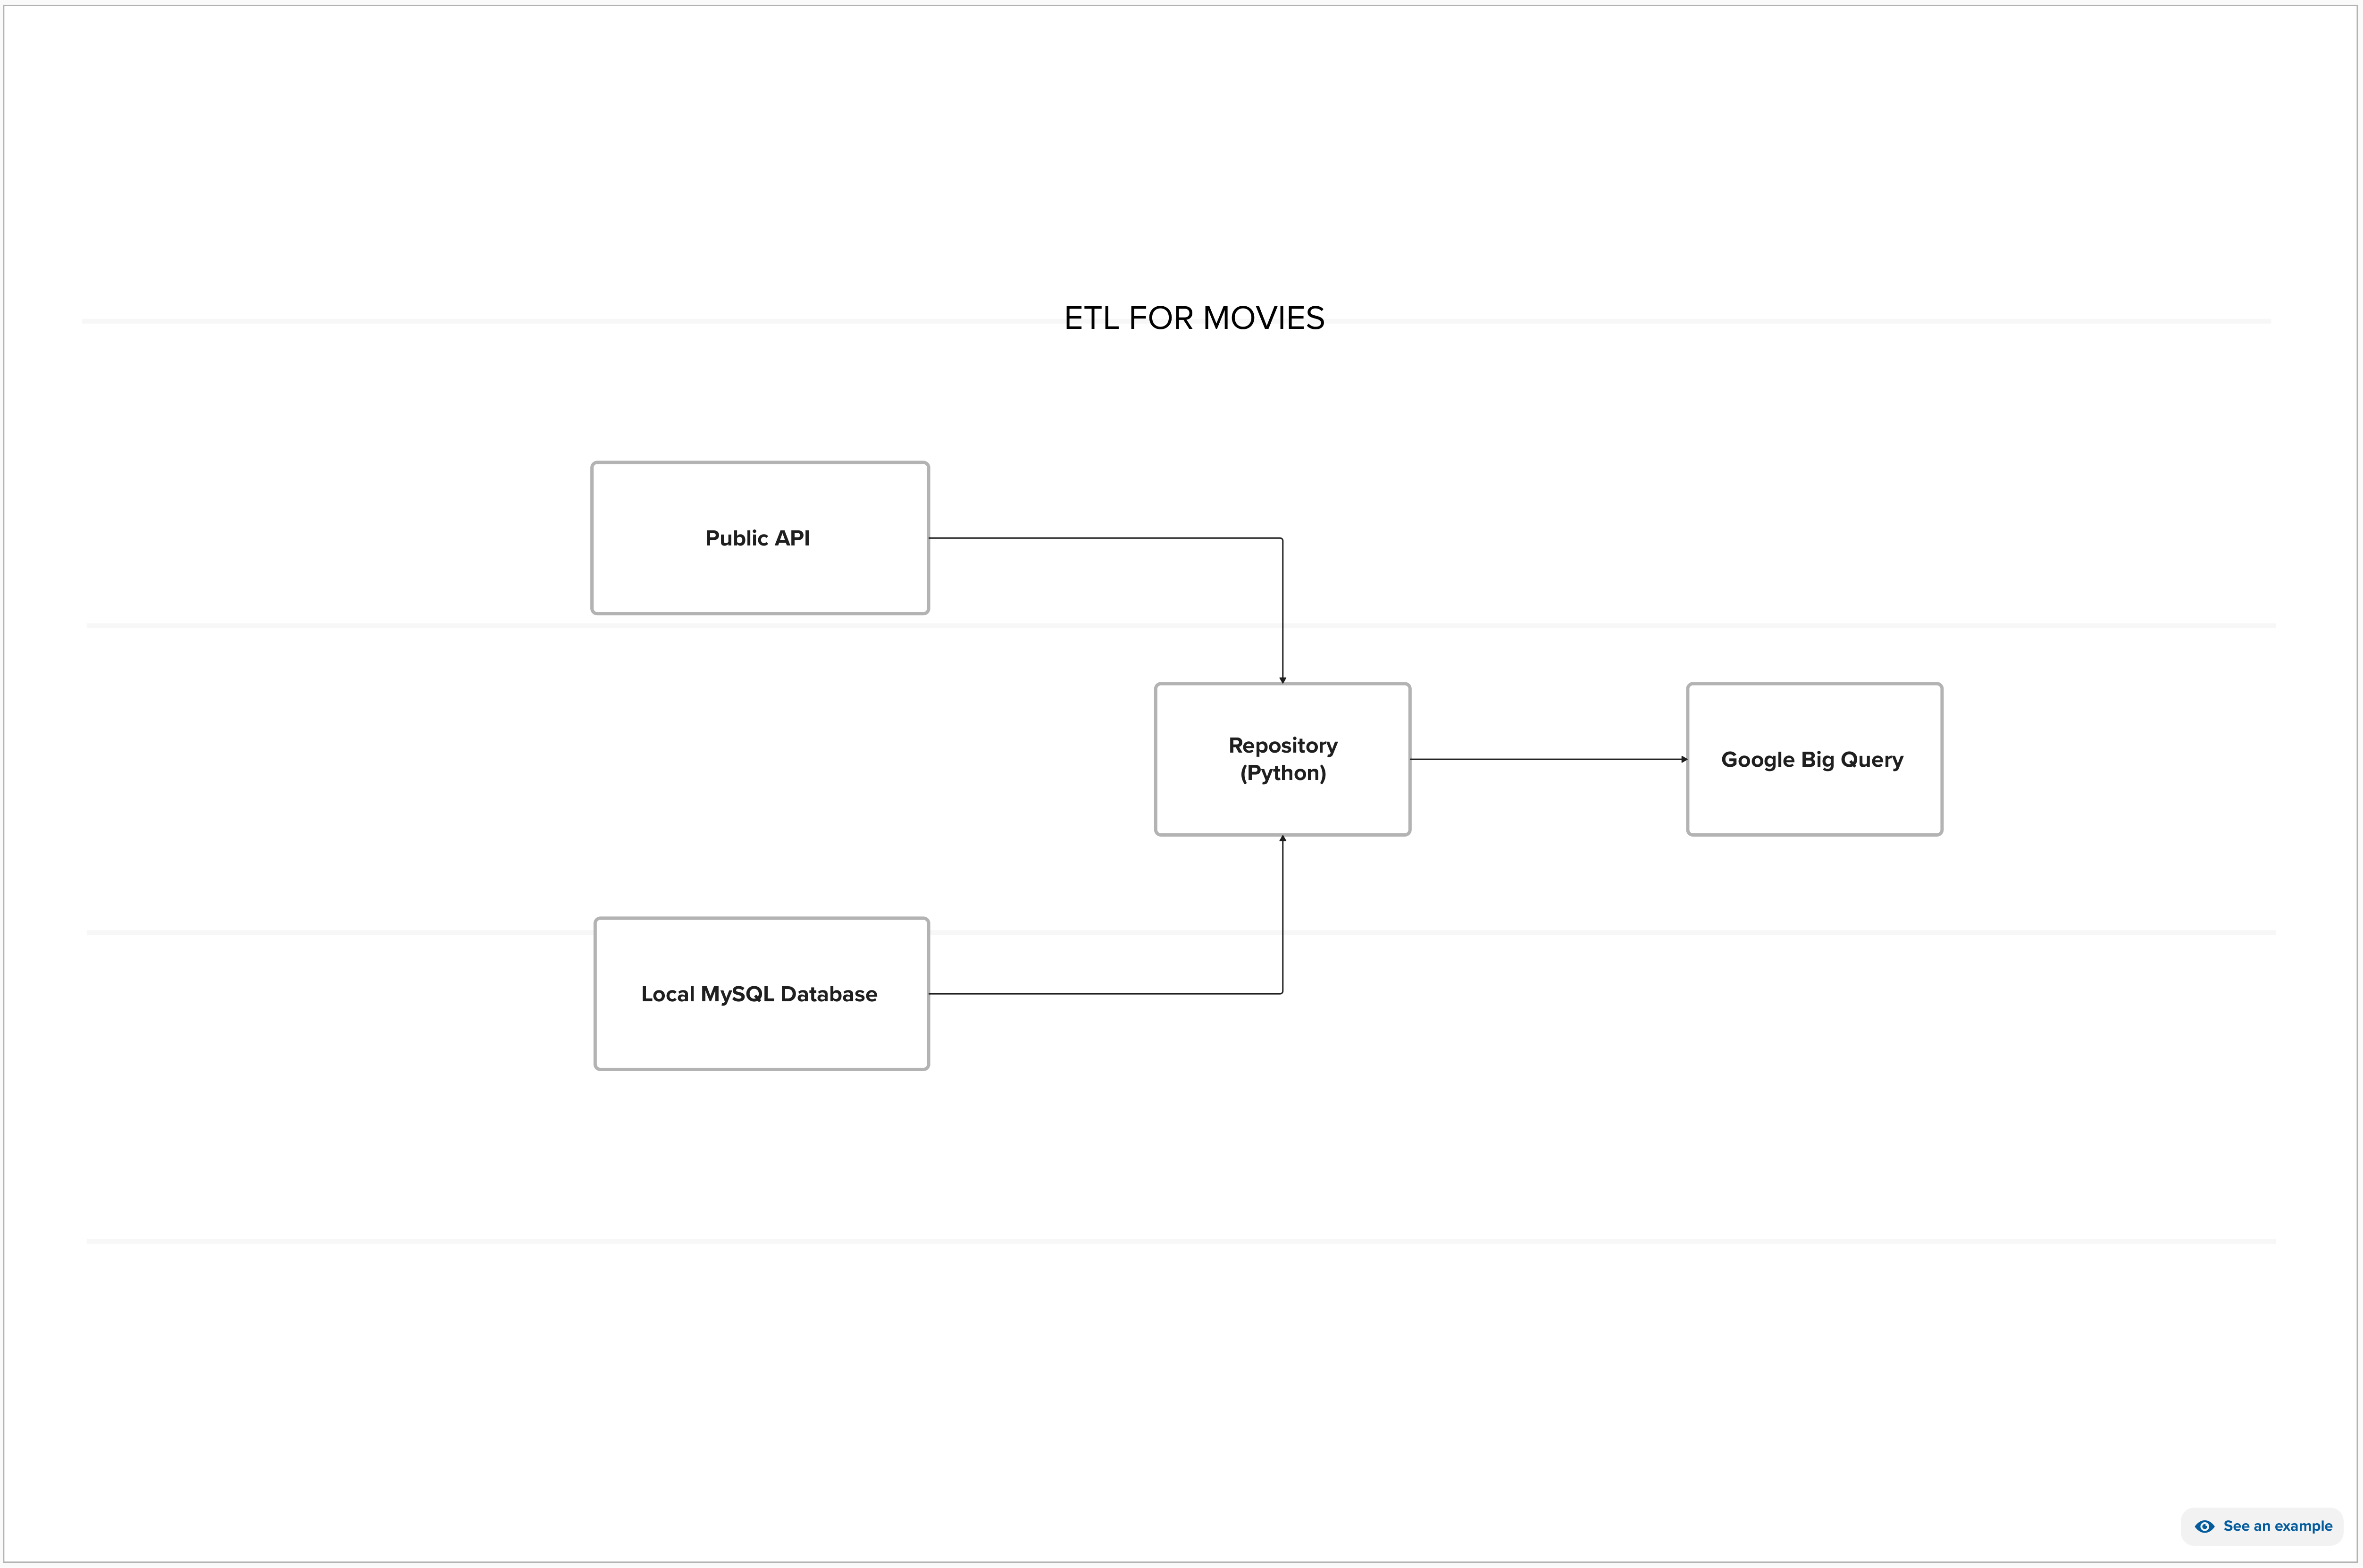 ETL FOR MOVIES
Public API
Repository
(Python)
Google Big Query
Local MySQL Database
See an example